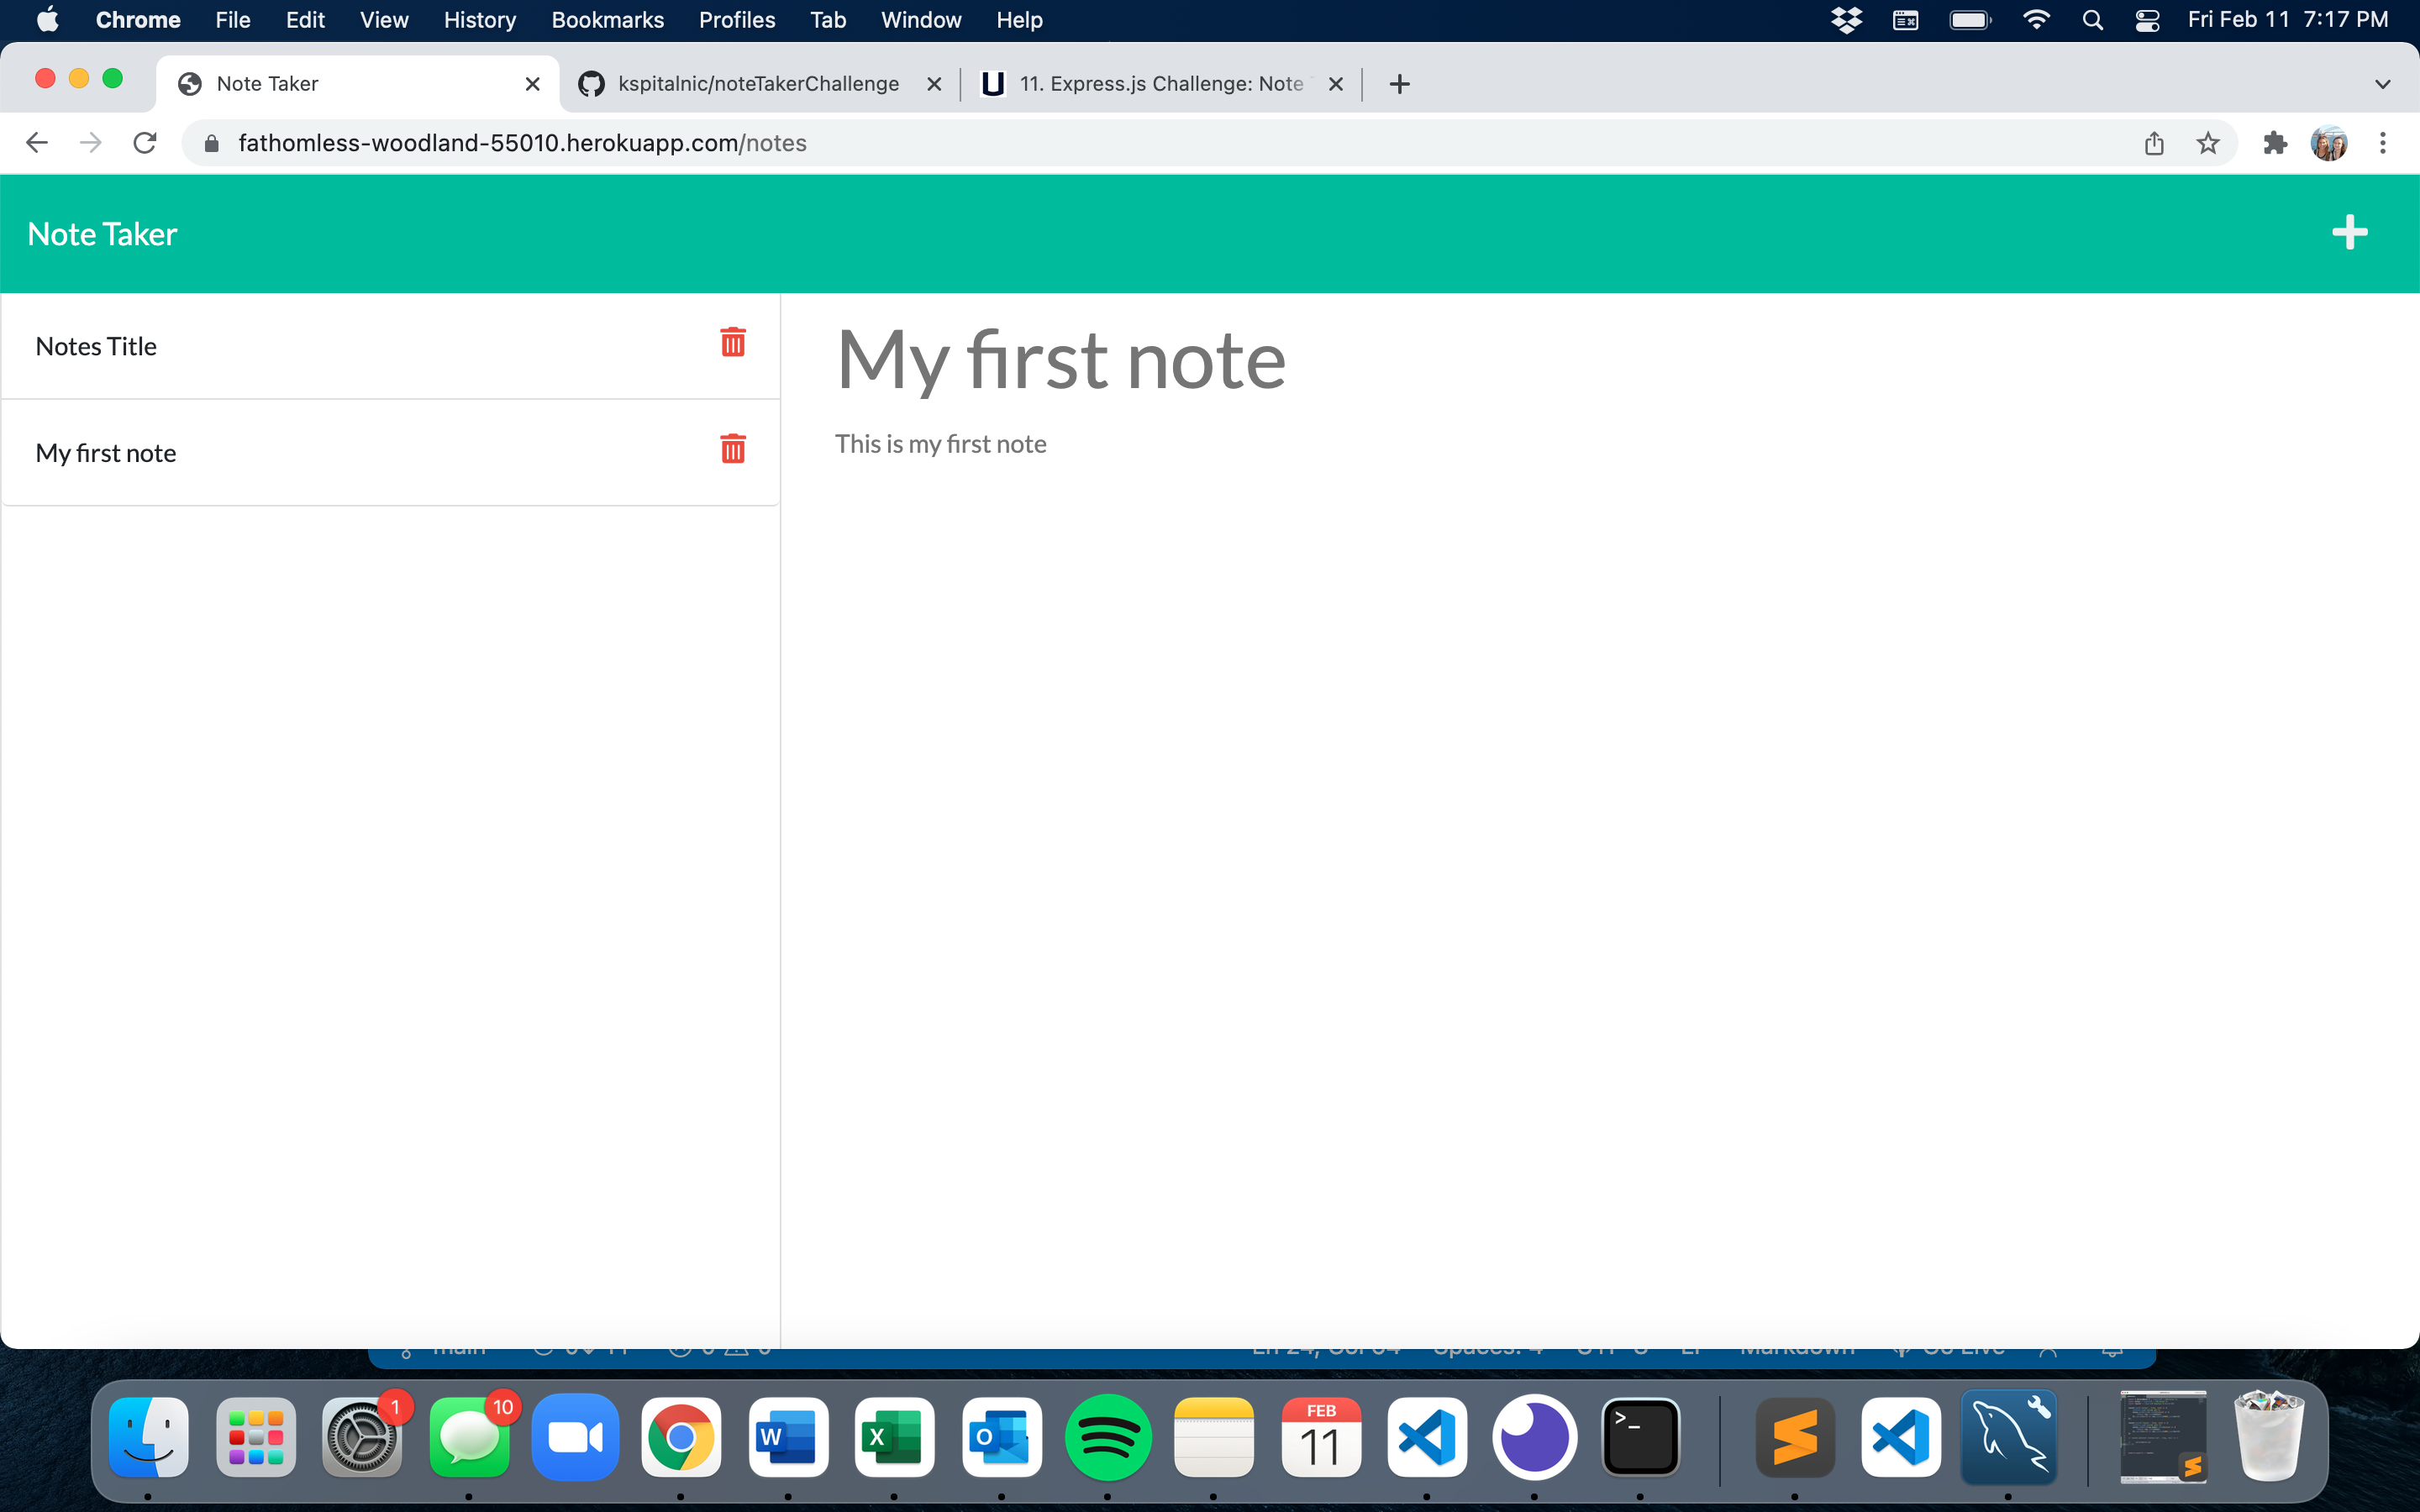 Chrome File Edit View History Bookmarks Profiles Tab Window Help Fri Feb 11 7:17 PM
Note Taker kspitalnic/noteTakerChallenge 11. Express.js Challenge: Note
fathomless-woodland-55010.herokuapp.com/notes
Note Taker
Notes Title
My first note
My first note
This is my first note
1
10
W
X
O
FEB
11
>_